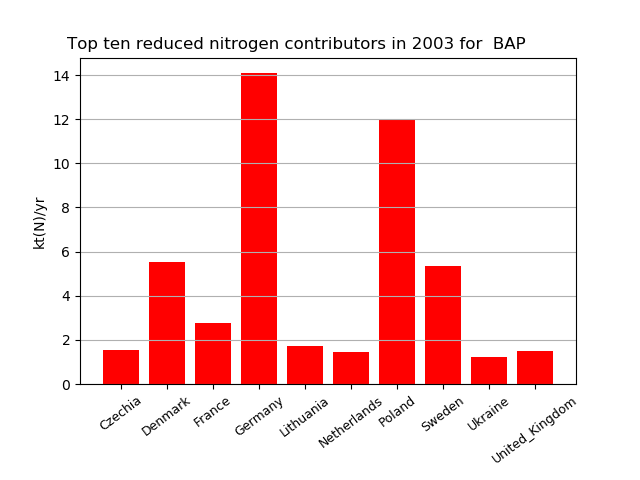 Top ten reduced nitrogen contributors in 2003 for  BAP
14
12
10
8
6
4
2
0
kt(N)/yr
Czechia
Denmark
France
Germany
Lithuania
Netherlands
Poland
Sweden
Ukraine
United_Kingdom